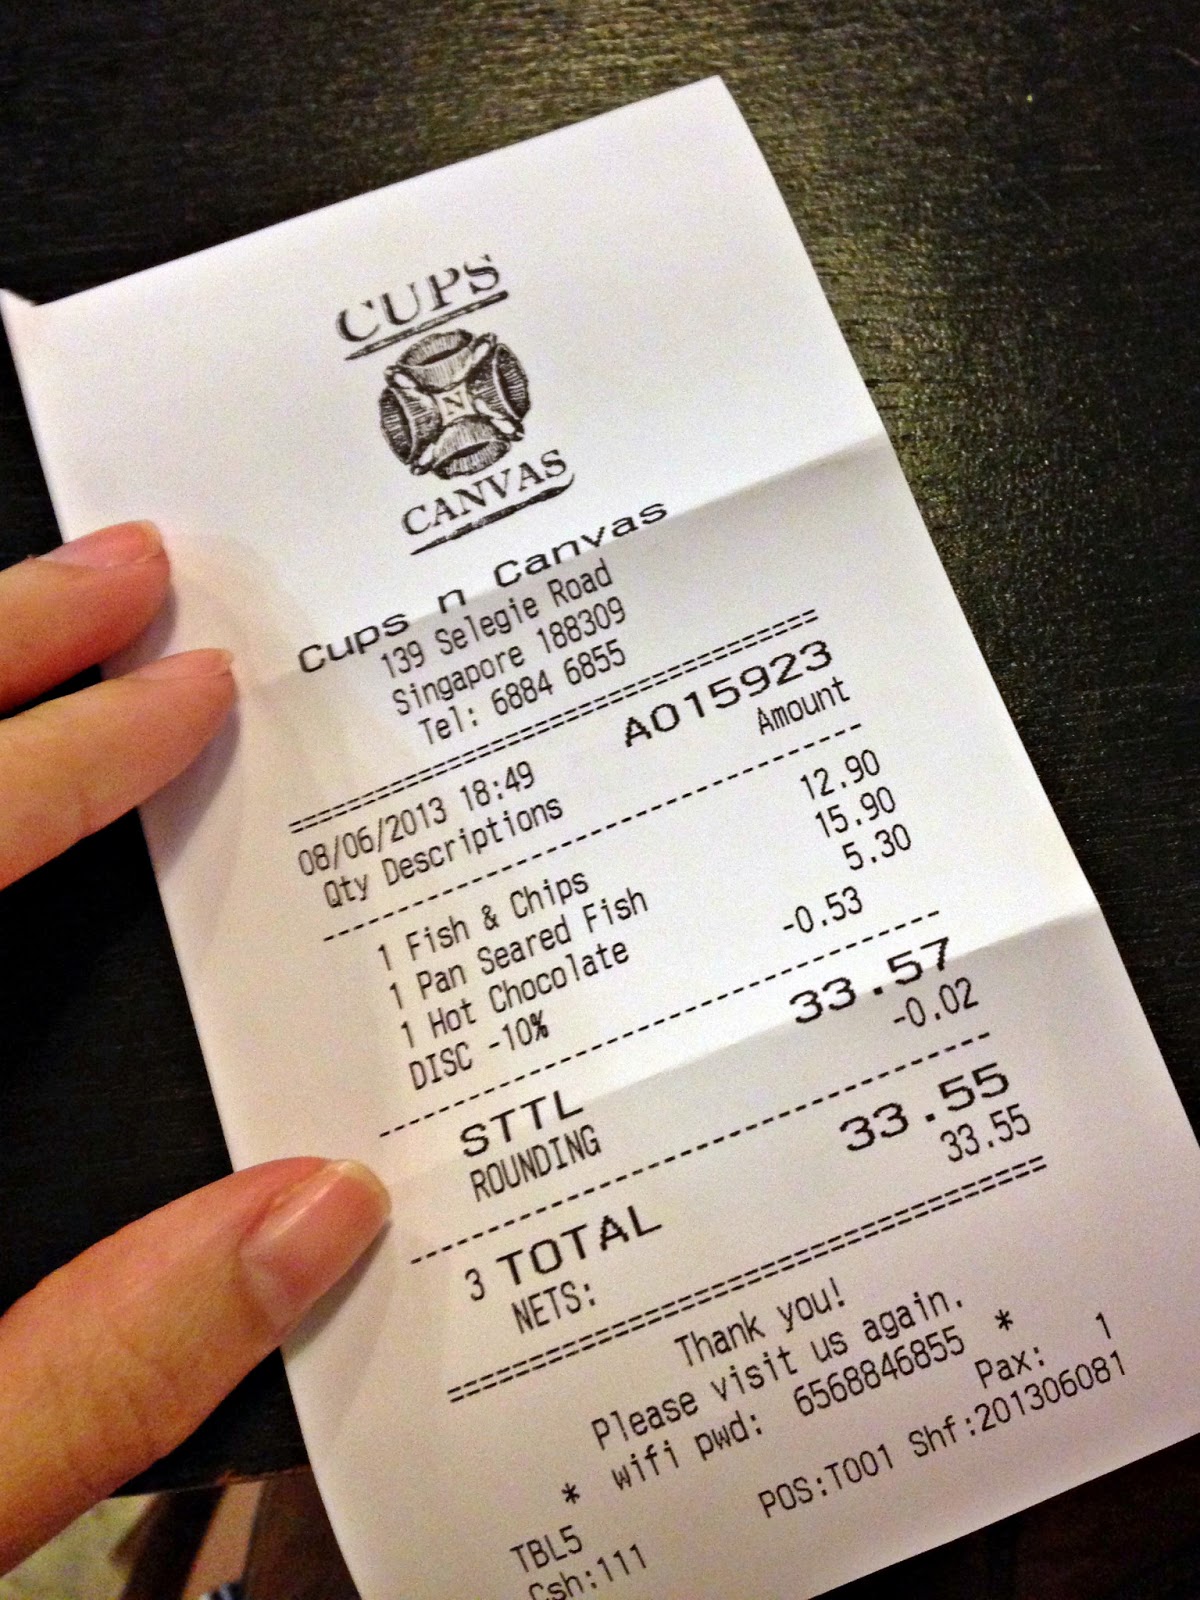 CUPS
N
CANVAS
Cups n Canvas
139 Selegie Road
Singapore 188309
Tel: 6884 6855
08/06/2013 18:49 A015923
Qty Descriptions Amount
1 Fish & Chips 12.90
1 Pan Seared Fish 15.90
1 Hot Chocolate 5.30
DISC -10% -0.53
STTL 33.57
ROUNDING -0.02
3 TOTAL 33.55
NETS: 33.55
Thank you!
Please visit us again.
* wifi pwd: 6568846855 *
TBL5 Pax: 1
Csh:111 POS:T001 Shf:201306081